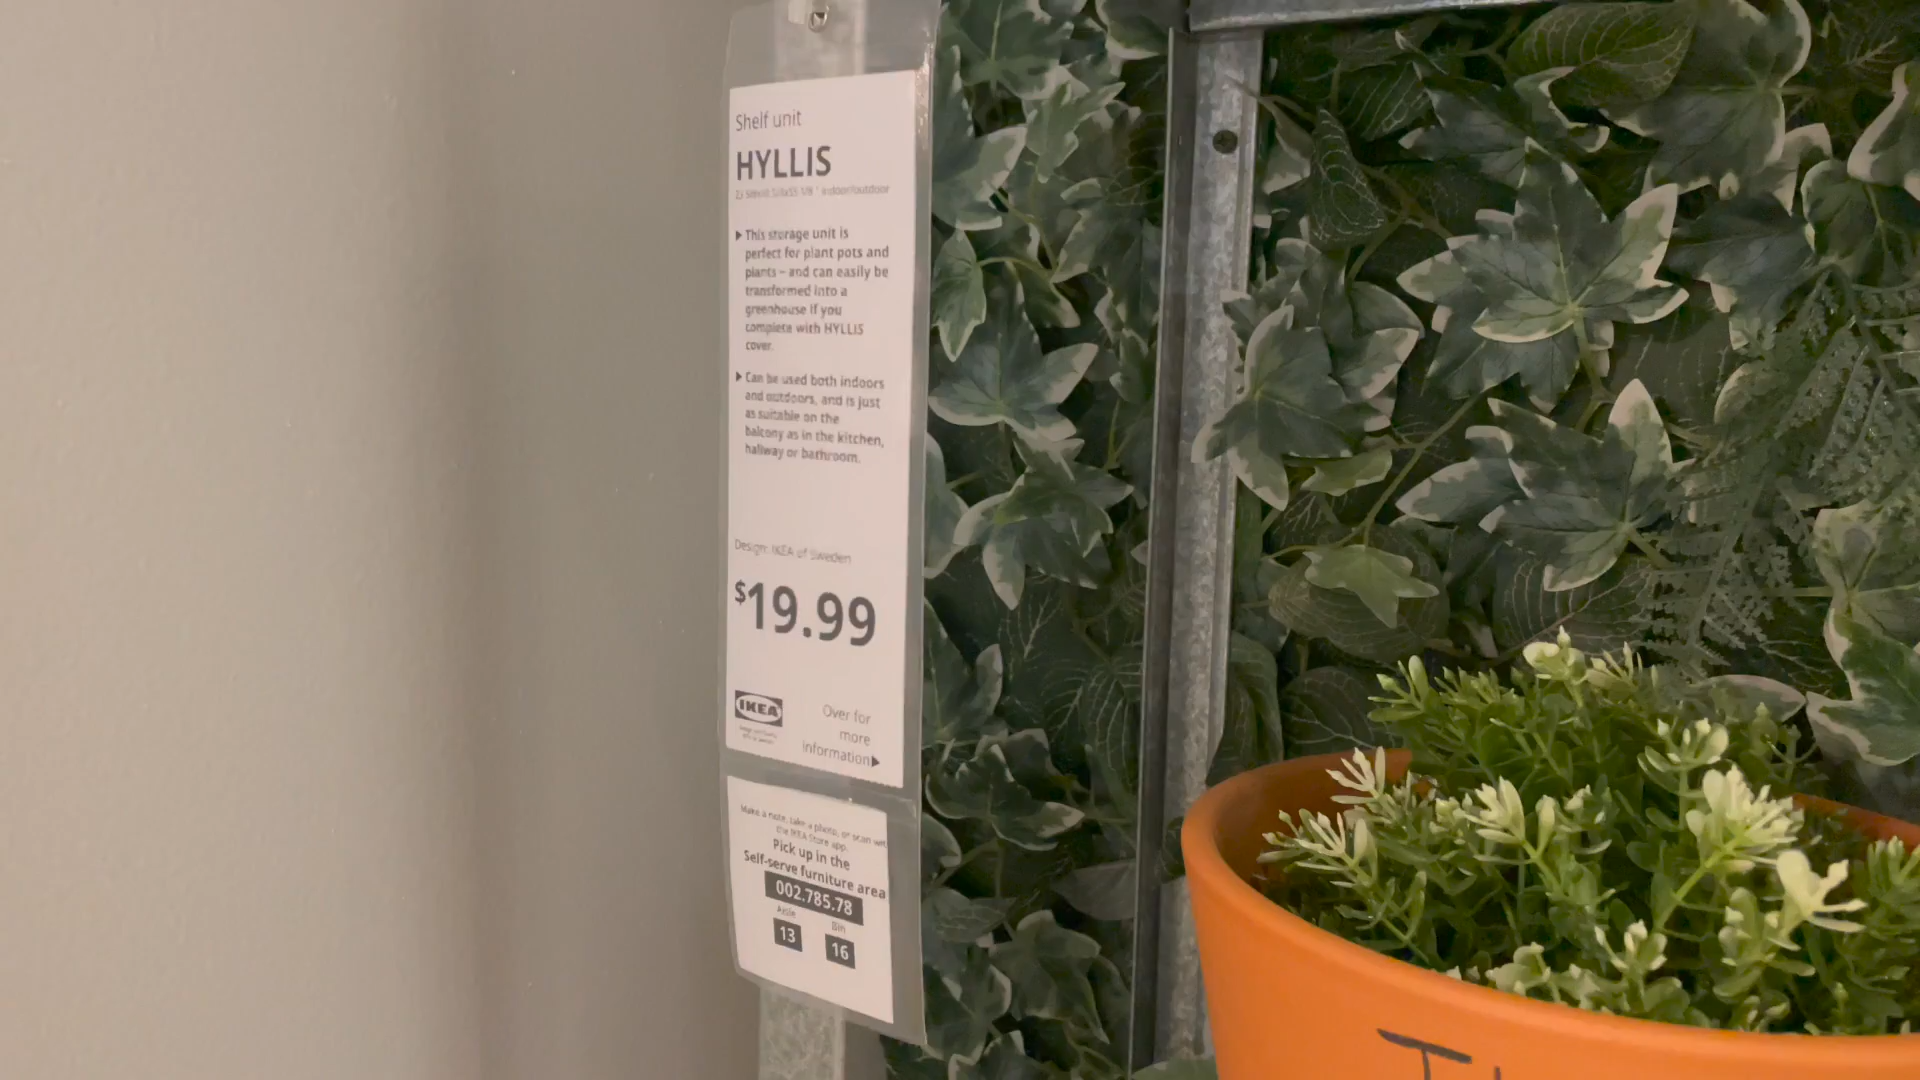 Shelf unit
HYLLIS
indoor/outdoor
▶ This storage unit is
perfect for plant pots and
plants – and can easily be
transformed into a
greenhouse if you
complete with HYLLIS
cover.
▶ Can be used both indoors
and outdoors, and is just
as suitable on the
balcony as in the kitchen,
hallway or bathroom.
Design: IKEA of Sweden
$19.99
IKEA
Over for
more
information▶
Make a note, take a photo, or scan
the IKEA Store app.
Pick up in the
Self-serve furniture area
002.785.78
Aisle
Bin
13
16